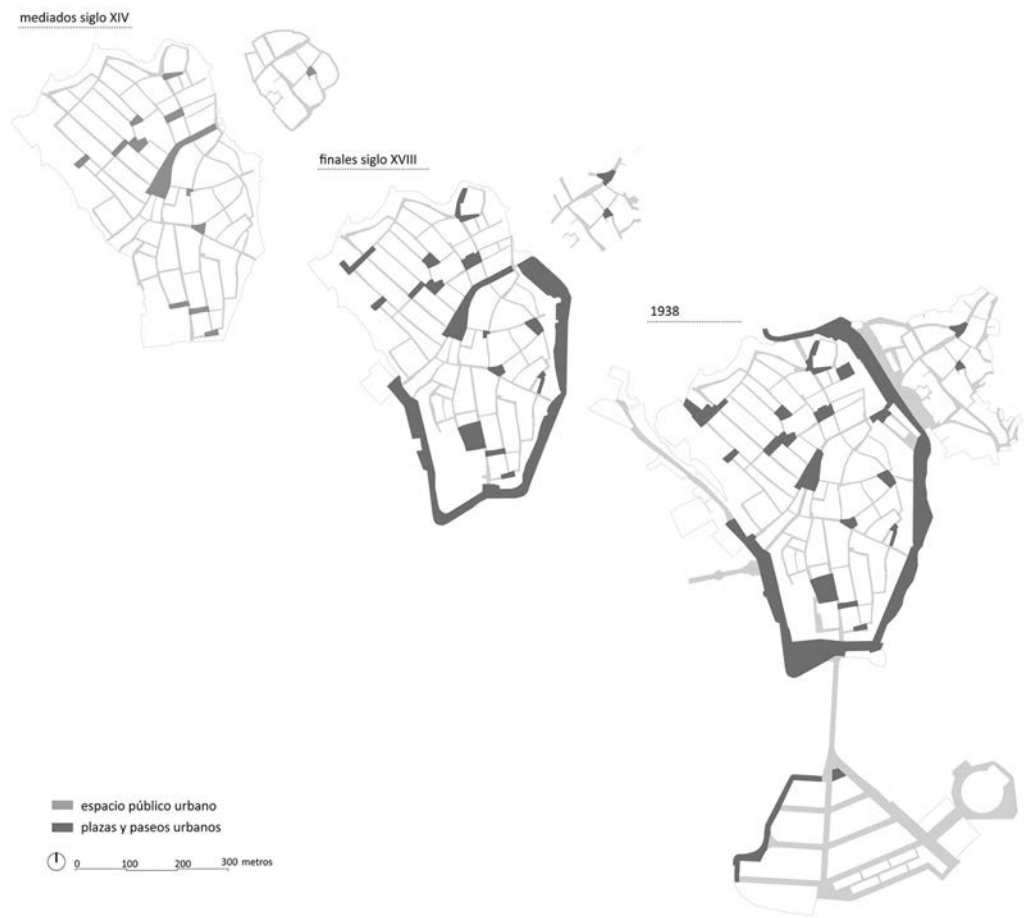 mediados siglo XIV
finales siglo XVIII
1938
espacio público urbano
plazas y paseos urbanos
0 100 200 300 metros